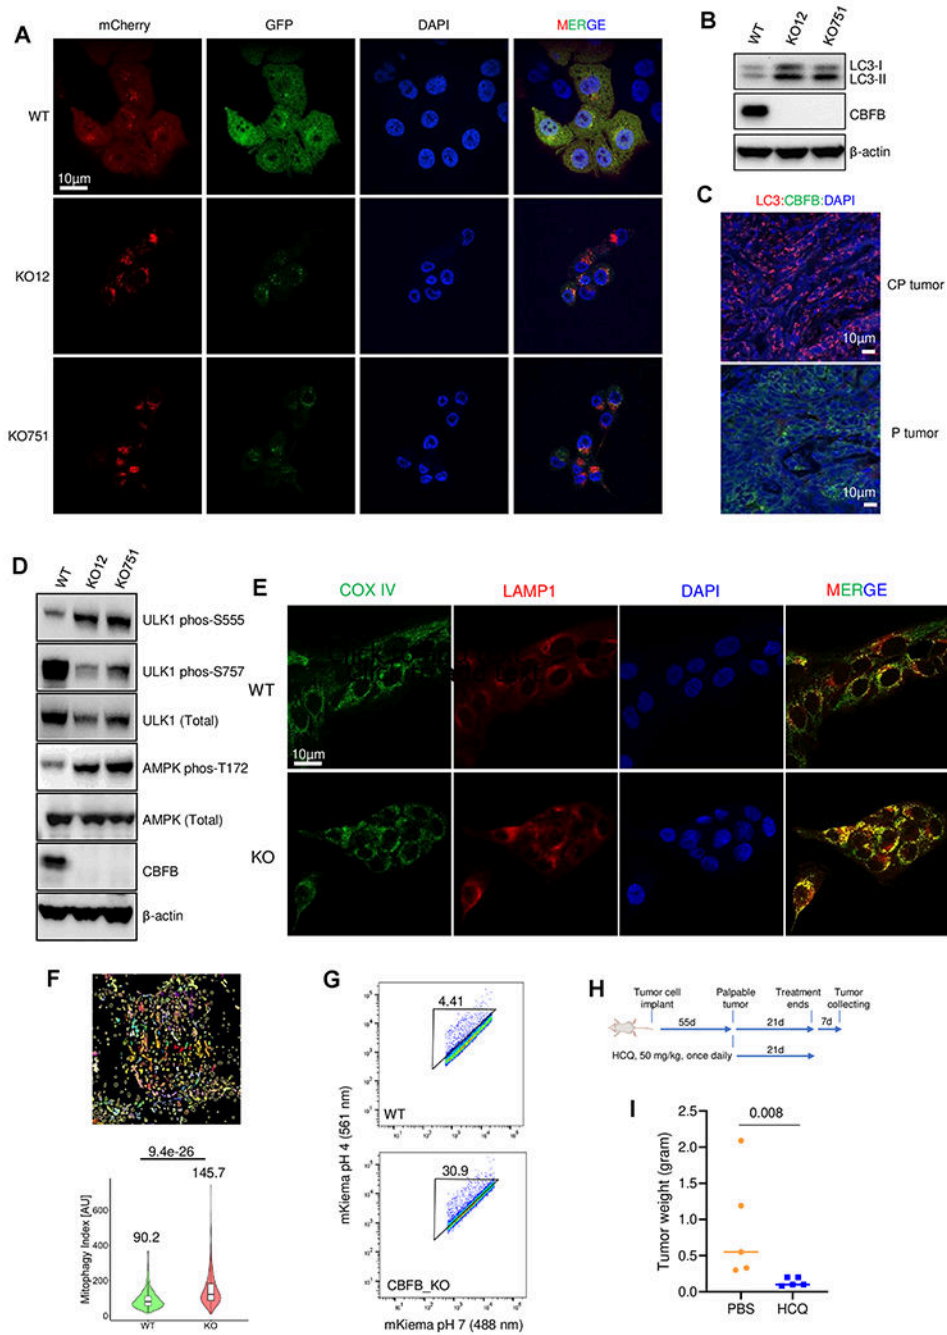 A
mCherry
GFP
DAPI
MERGE
WT
10μm
KO12
KO751
B
WT
KO12
KO751
LC3-I
LC3-II
CBFB
β-actin
C
LC3:CBFB:DAPI
CP tumor
10μm
P tumor
10μm
D
WT
KO12
KO751
ULK1 phos-S555
ULK1 phos-S757
ULK1 (Total)
AMPK phos-T172
AMPK (Total)
CBFB
β-actin
E
COX IV
LAMP1
DAPI
MERGE
WT
10μm
KO
F
9.4e-26
145.7
90.2
Mitophagy Index [AU]
600
400
200
0
WT
KO
G
4.41
WT
30.9
CBFB_KO
mKiema pH 4 (561 nm)
mKiema pH 7 (488 nm)
H
Tumor cell implant
Palpable tumor
Treatment ends
Tumor collecting
55d
21d
7d
HCQ, 50 mg/kg, once daily
21d
I
0.008
Tumor weight (gram)
2.5
2.0
1.5
1.0
0.5
0.0
PBS
HCQ